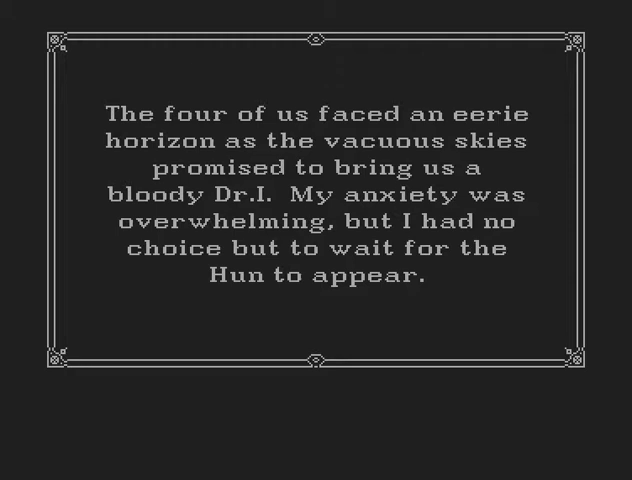 The four of us faced an eerie
horizon as the vacuous skies
promised to bring us a
bloody Dr.I.  My anxiety was
overwhelming, but I had no
choice but to wait for the
Hun to appear.